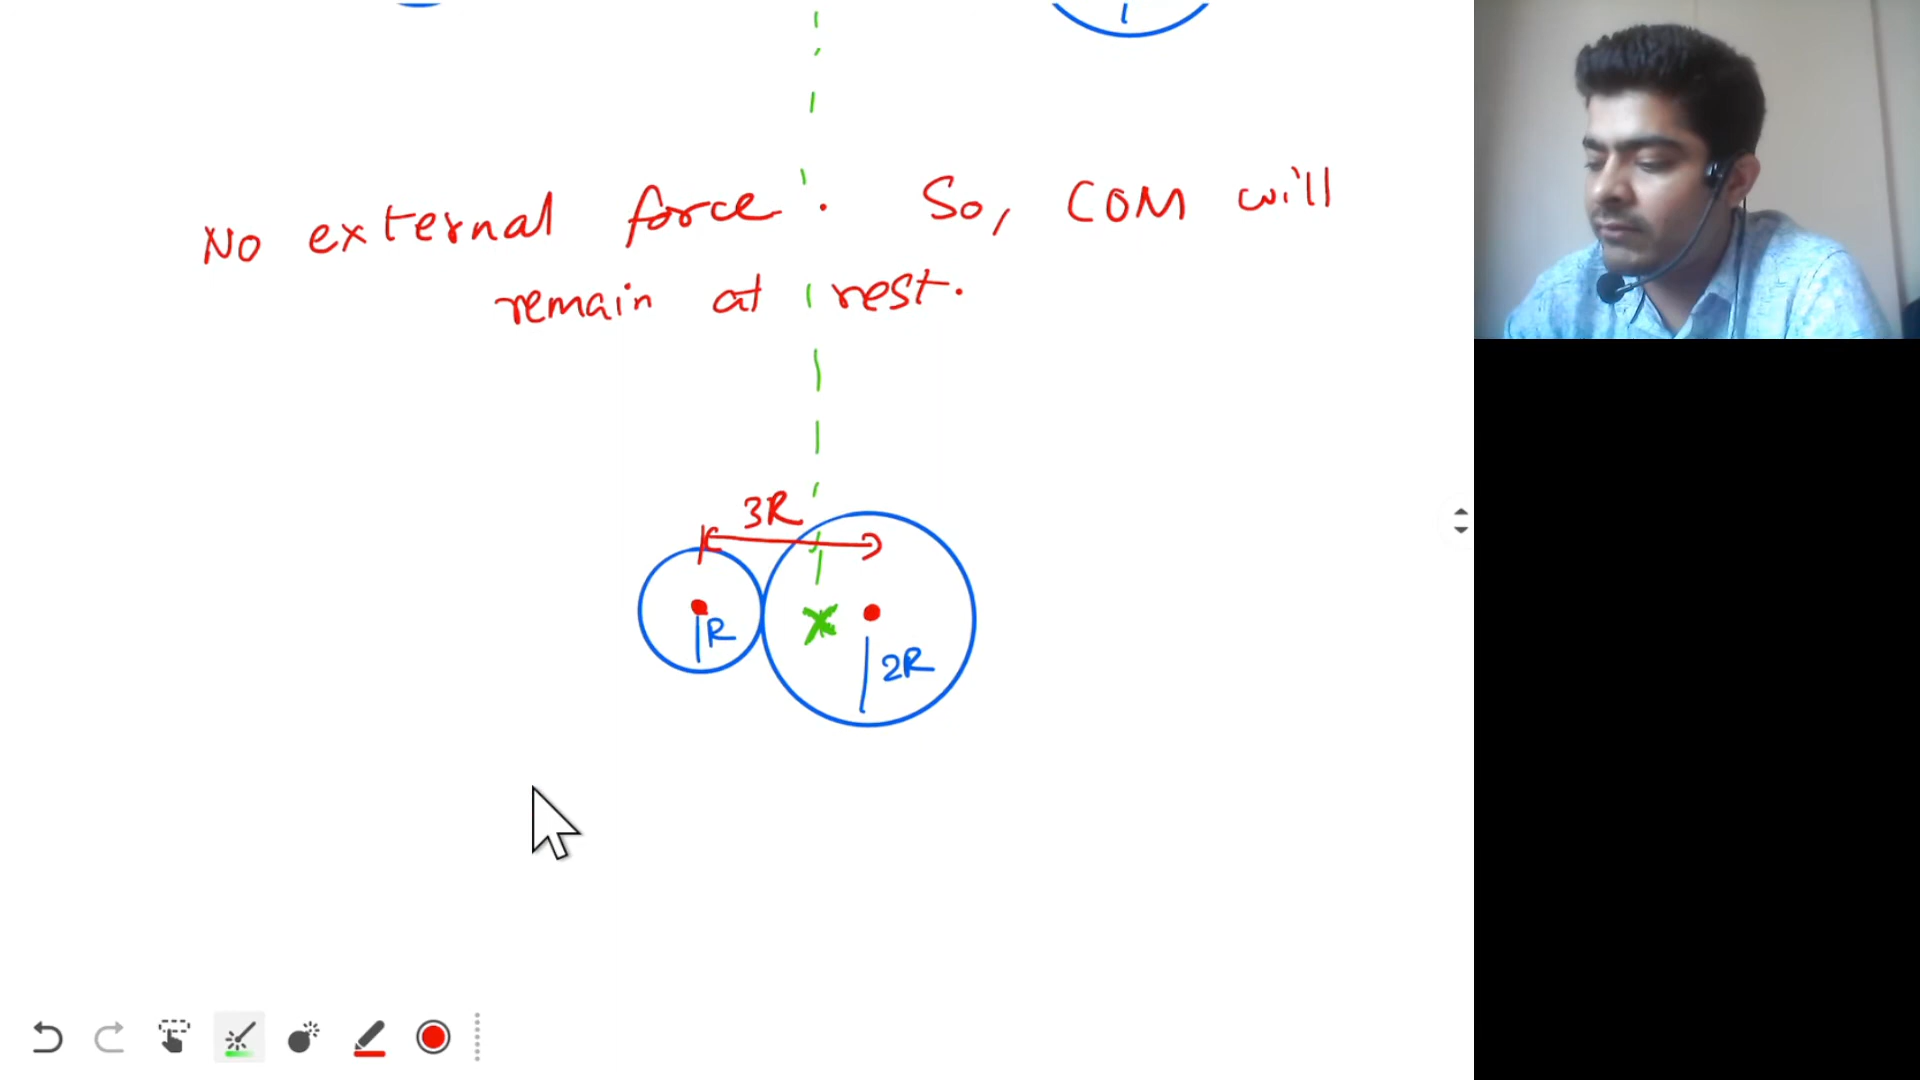 No external force. So, COM will
remain at rest.
3R
R
2R